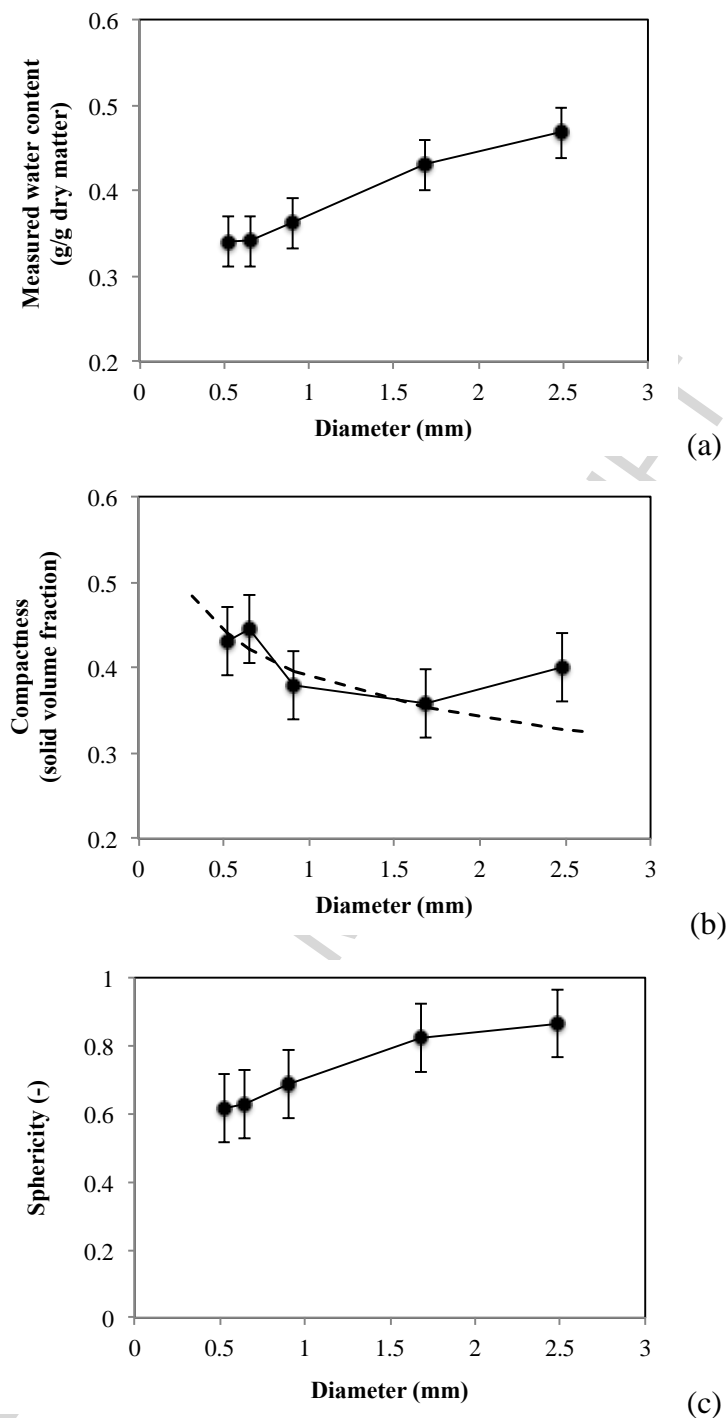 0.6
0.5
0.4
0.3
0.2
Measured water content
(g/g dry matter)
0 0.5 1 1.5 2 2.5 3
Diameter (mm)
(a)
0.6
0.5
0.4
0.3
0.2
Compactness
(solid volume fraction)
0 0.5 1 1.5 2 2.5 3
Diameter (mm)
(b)
1
0.8
0.6
0.4
0.2
0
Sphericity (-)
0 0.5 1 1.5 2 2.5 3
Diameter (mm)
(c)